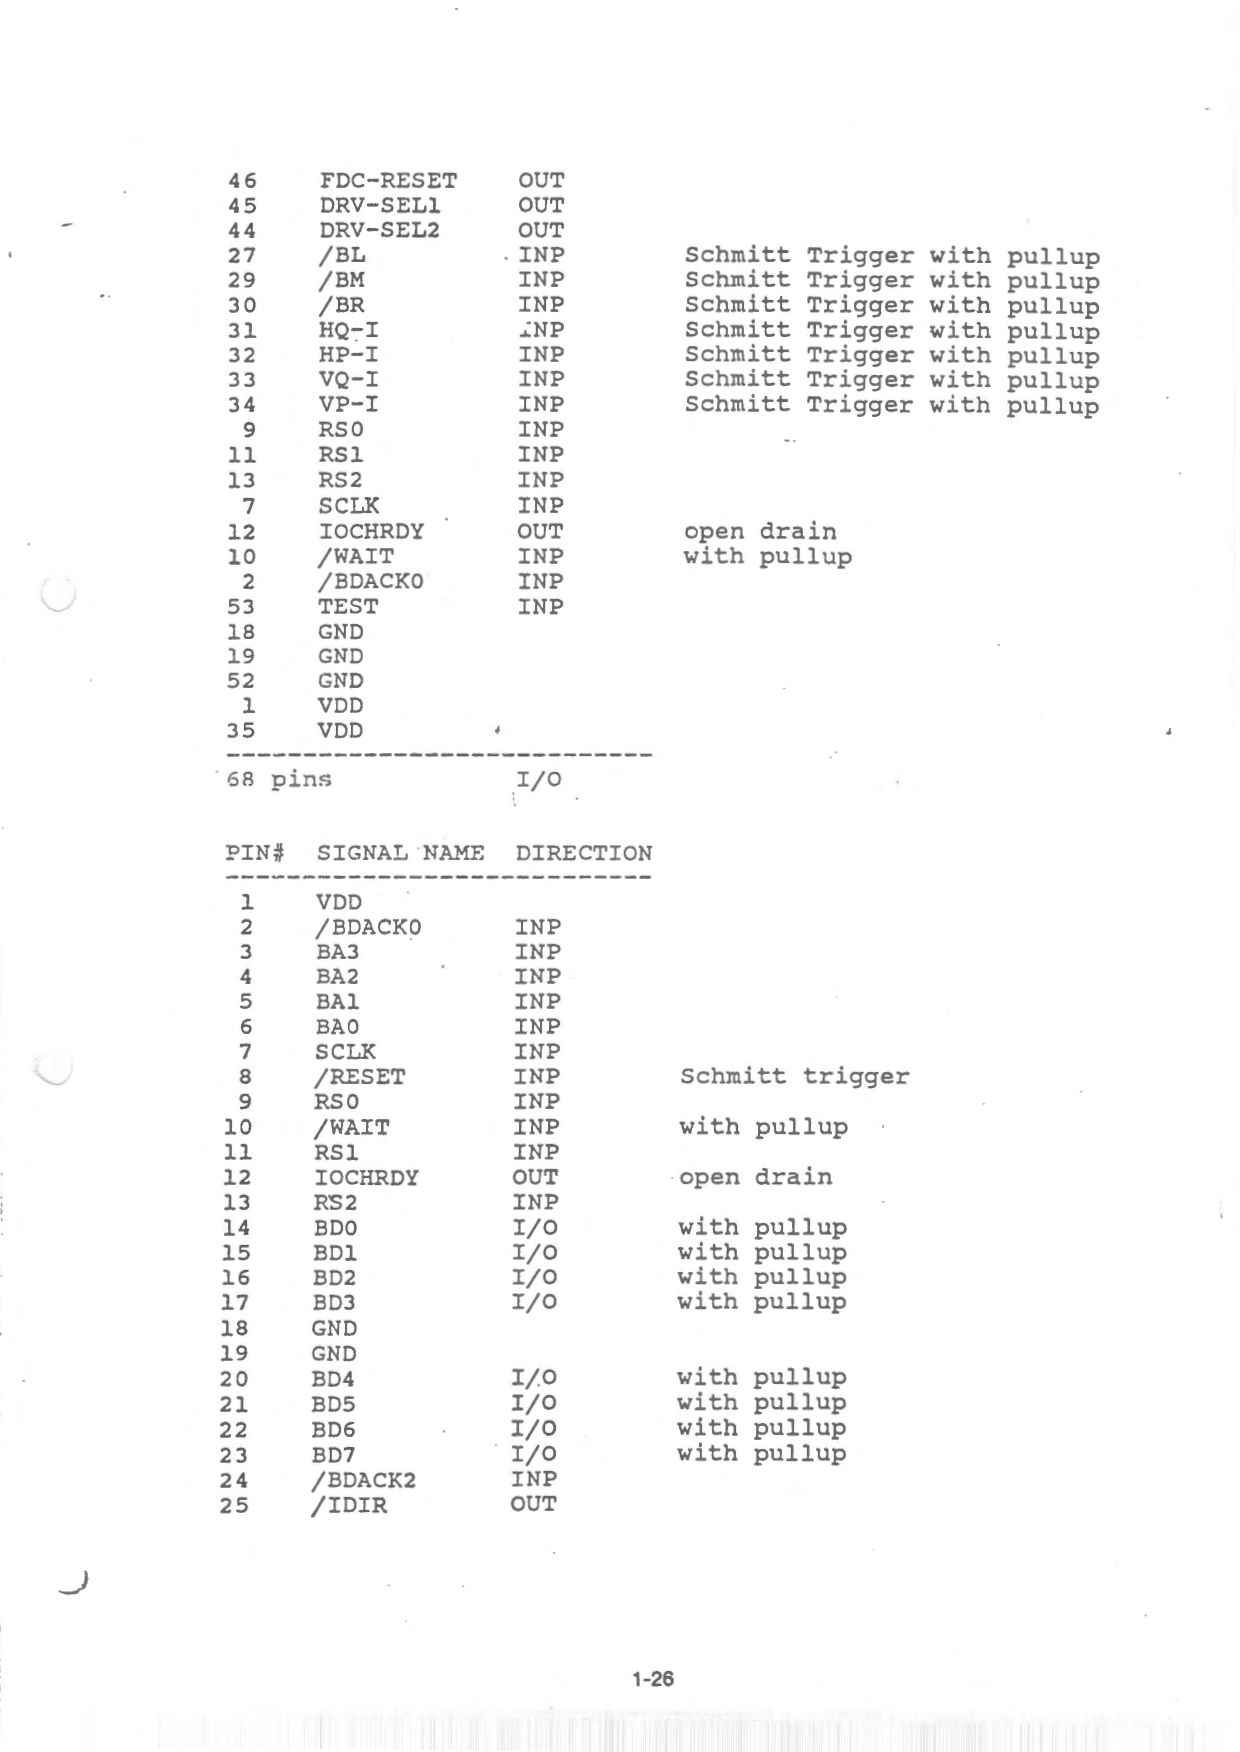 46 FDC-RESET OUT
45 DRV-SEL1 OUT
44 DRV-SEL2 OUT
27 /BL INP Schmitt Trigger with pullup
29 /BM INP Schmitt Trigger with pullup
30 /BR INP Schmitt Trigger with pullup
31 HQ-I INP Schmitt Trigger with pullup
32 HP-I INP Schmitt Trigger with pullup
33 VQ-I INP Schmitt Trigger with pullup
34 VP-I INP Schmitt Trigger with pullup
9 RS0 INP
11 RS1 INP
13 RS2 INP
7 SCLK INP
12 IOCHRDY OUT open drain
10 /WAIT INP with pullup
2 /BDACK0 INP
53 TEST INP
18 GND
19 GND
52 GND
1 VDD
35 VDD
----------------------------
68 pins I/O
PIN# SIGNAL NAME DIRECTION
----------------------------
1 VDD
2 /BDACK0 INP
3 BA3 INP
4 BA2 INP
5 BA1 INP
6 BA0 INP
7 SCLK INP
8 /RESET INP Schmitt trigger
9 RS0 INP
10 /WAIT INP with pullup
11 RS1 INP
12 IOCHRDY OUT open drain
13 RS2 INP
14 BD0 I/O with pullup
15 BD1 I/O with pullup
16 BD2 I/O with pullup
17 BD3 I/O with pullup
18 GND
19 GND
20 BD4 I/O with pullup
21 BD5 I/O with pullup
22 BD6 I/O with pullup
23 BD7 I/O with pullup
24 /BDACK2 INP
25 /IDIR OUT
1-26